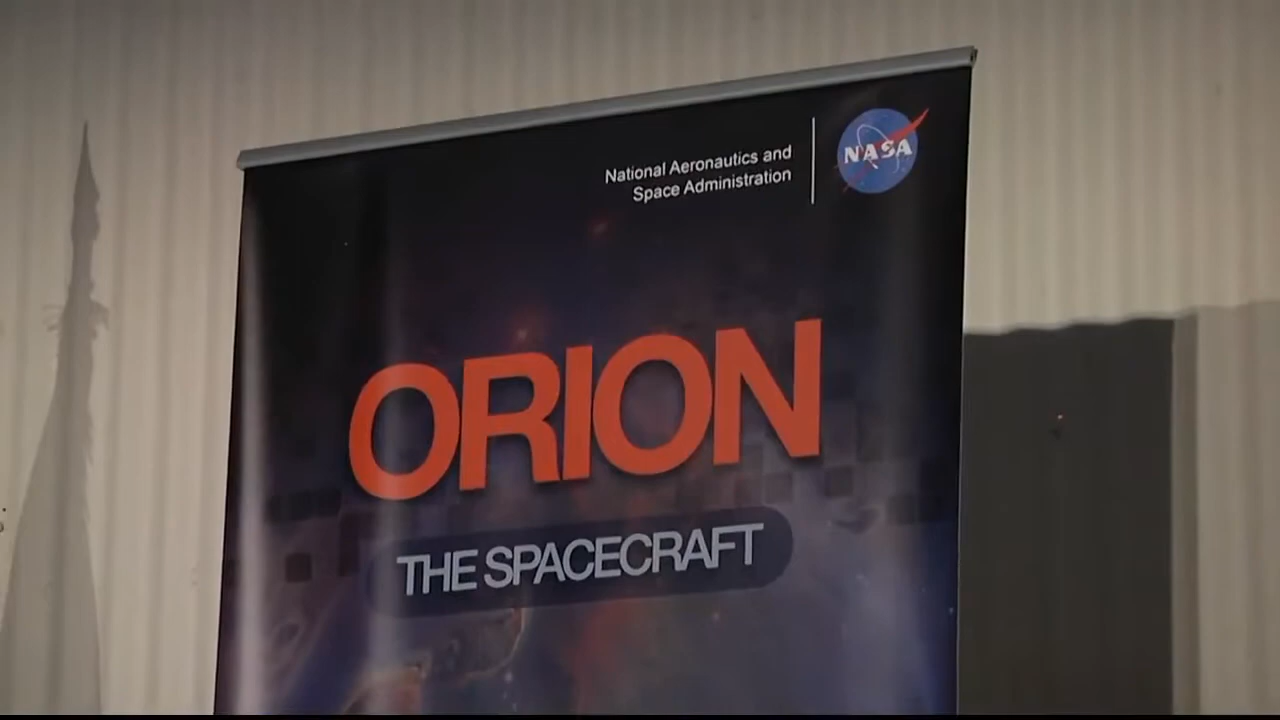 National Aeronautics and
Space Administration
NASA
ORION
THE SPACECRAFT